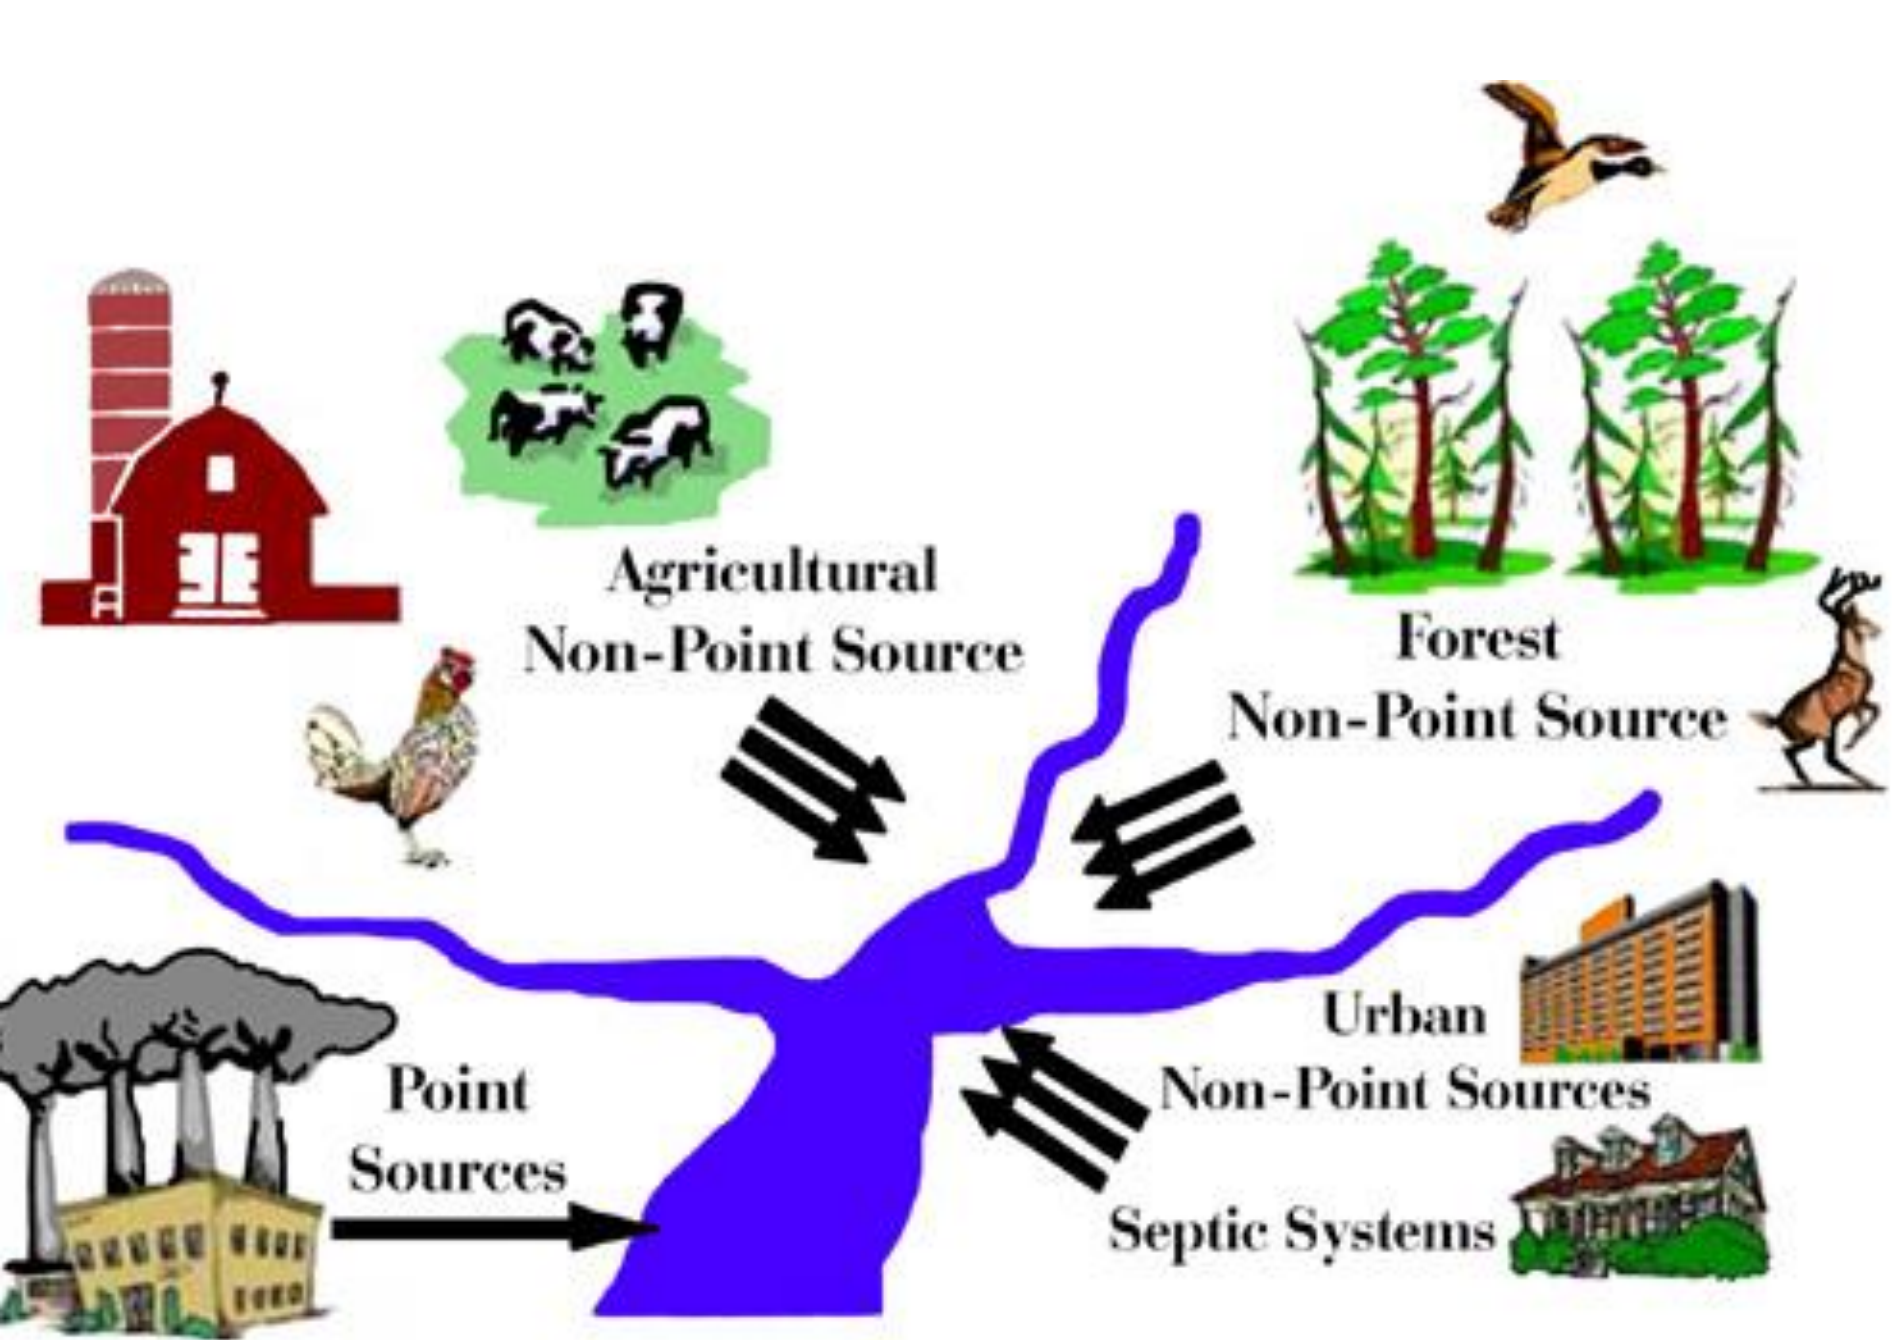 Agricultural
Non-Point Source
Forest
Non-Point Source
Point
Sources
Urban
Non-Point Sources
Septic Systems